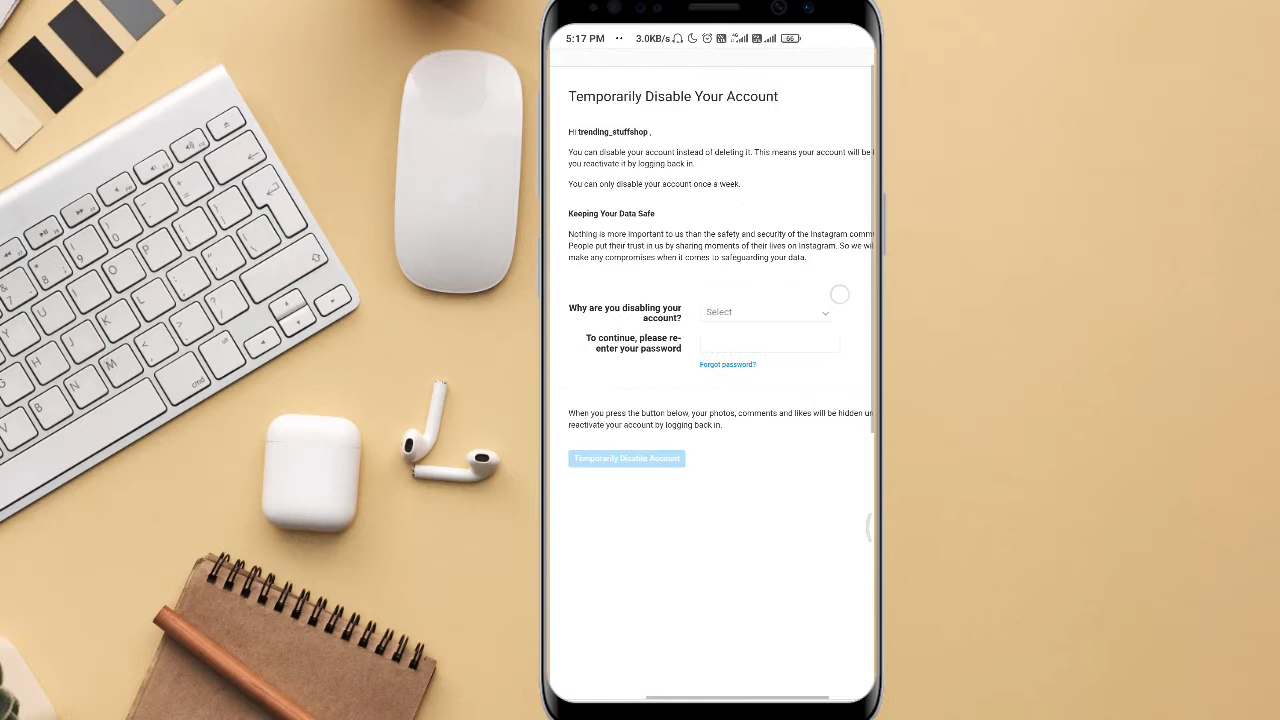 5:17 PM 3.0KB/s 66
Temporarily Disable Your Account
Hi trending_stuffshop ,
You can disable your account instead of deleting it. This means your account will be
you reactivate it by logging back in.
You can only disable your account once a week.
Keeping Your Data Safe
Nothing is more important to us than the safety and security of the Instagram comm
People put their trust in us by sharing moments of their lives on Instagram. So we wil
make any compromises when it comes to safeguarding your data.
Why are you disabling your
account?
Select
To continue, please re-
enter your password
Forgot password?
When you press the button below, your photos, comments and likes will be hidden un
reactivate your account by logging back in.
Temporarily Disable Account